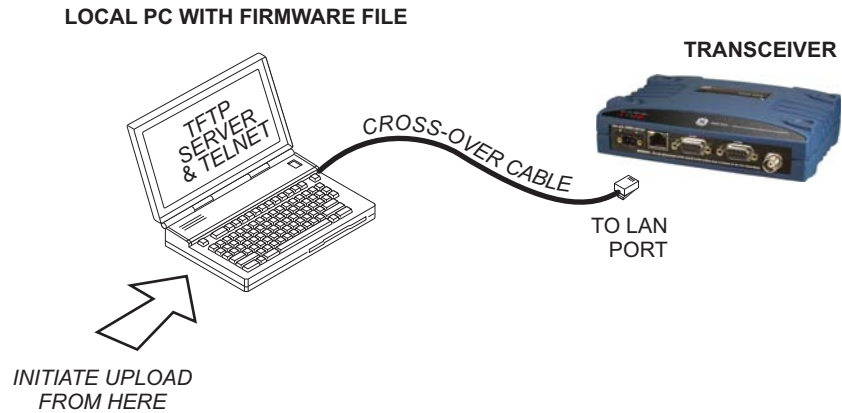 LOCAL PC WITH FIRMWARE FILE
TRANSCEIVER
TFTP
SERVER
& TELNET
CROSS-OVER CABLE
TO LAN
PORT
INITIATE UPLOAD
FROM HERE